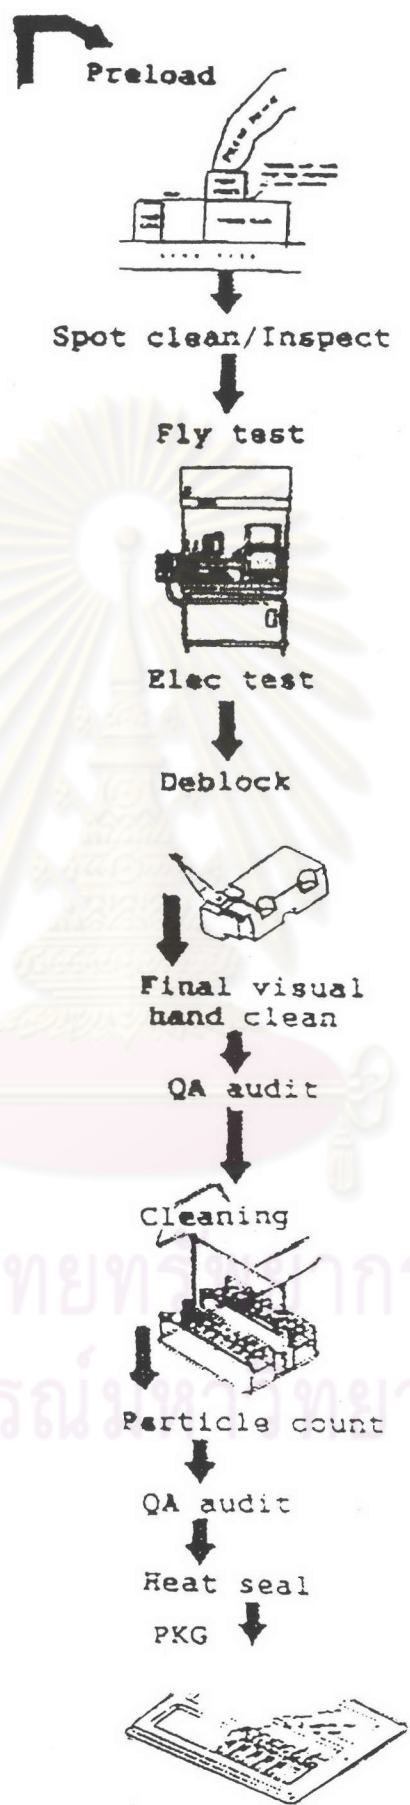 Preload
Spot clean/Inspect
Fly test
Elec test
Deblock
Final visual
hand clean
QA audit
Cleaning
Particle count
QA audit
Heat seal
PKG